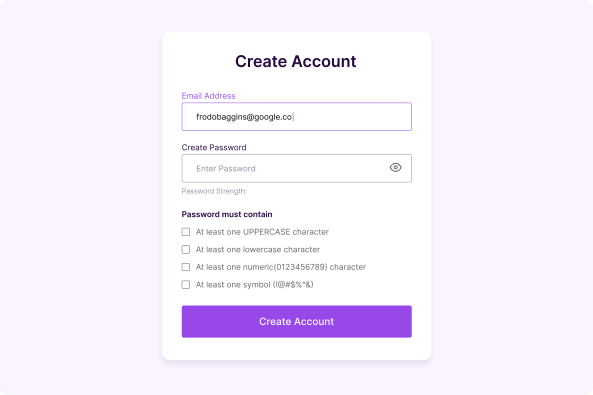 Create Account
Email Address
frodobaggins@google.co
Create Password
Enter Password
Password Strength:
Password must contain
At least one UPPERCASE character
At least one lowercase character
At least one numeric(0123456789) character
At least one symbol (!@#$%^&)
Create Account